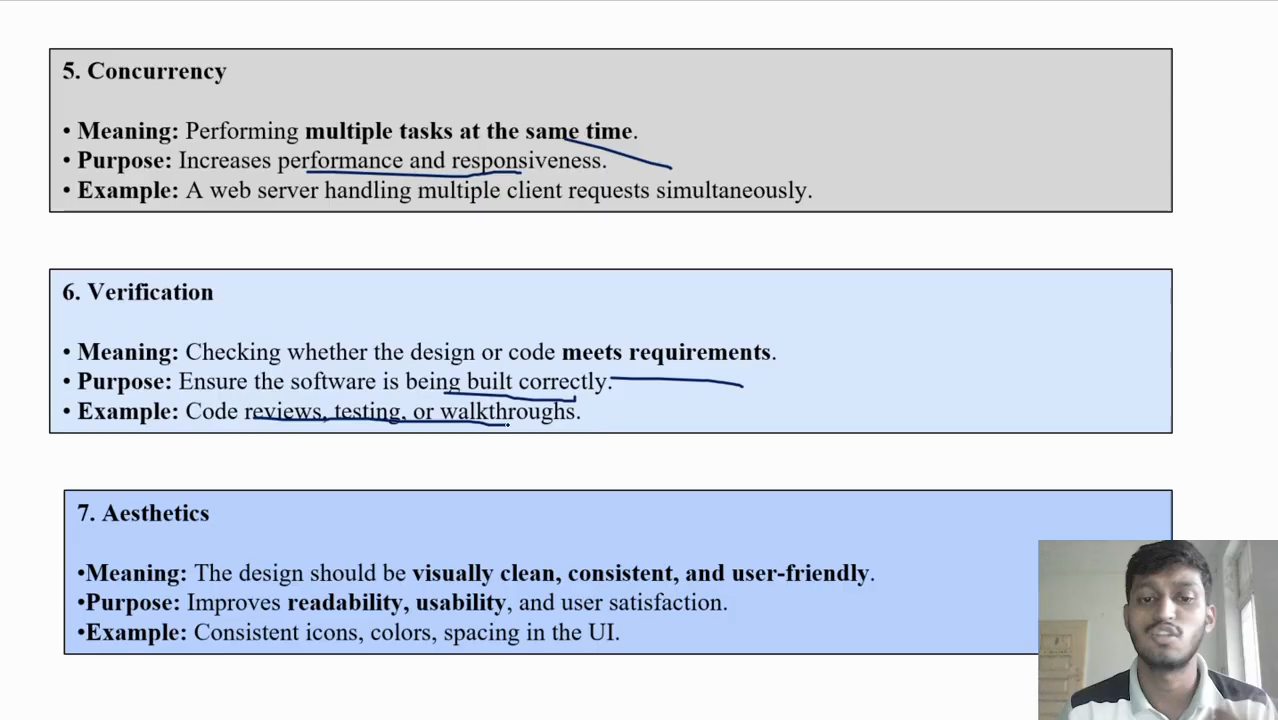 5. Concurrency
• Meaning: Performing multiple tasks at the same time.
• Purpose: Increases performance and responsiveness.
• Example: A web server handling multiple client requests simultaneously.
6. Verification
• Meaning: Checking whether the design or code meets requirements.
• Purpose: Ensure the software is being built correctly.
• Example: Code reviews, testing, or walkthroughs.
7. Aesthetics
•Meaning: The design should be visually clean, consistent, and user-friendly.
•Purpose: Improves readability, usability, and user satisfaction.
•Example: Consistent icons, colors, spacing in the UI.